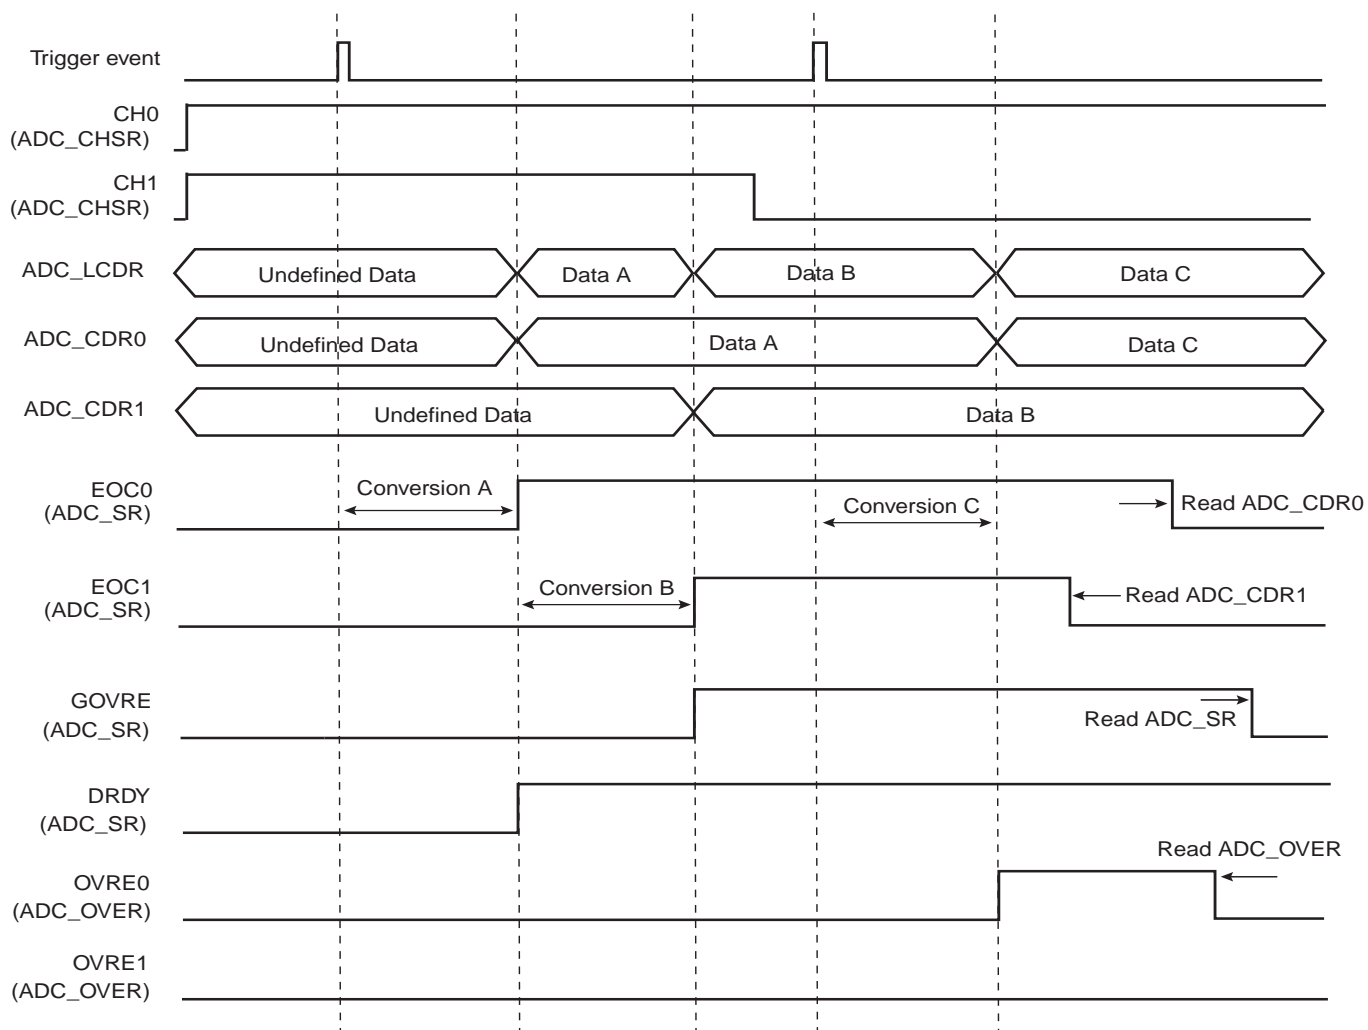 Trigger event
CH0
(ADC_CHSR)
CH1
(ADC_CHSR)
ADC_LCDR
Undefined Data
Data A
Data B
Data C
ADC_CDR0
Undefined Data
Data A
Data C
ADC_CDR1
Undefined Data
Data B
EOC0
(ADC_SR)
Conversion A
Conversion C
Read ADC_CDR0
EOC1
(ADC_SR)
Conversion B
Read ADC_CDR1
GOVRE
(ADC_SR)
Read ADC_SR
DRDY
(ADC_SR)
Read ADC_OVER
OVRE0
(ADC_OVER)
OVRE1
(ADC_OVER)